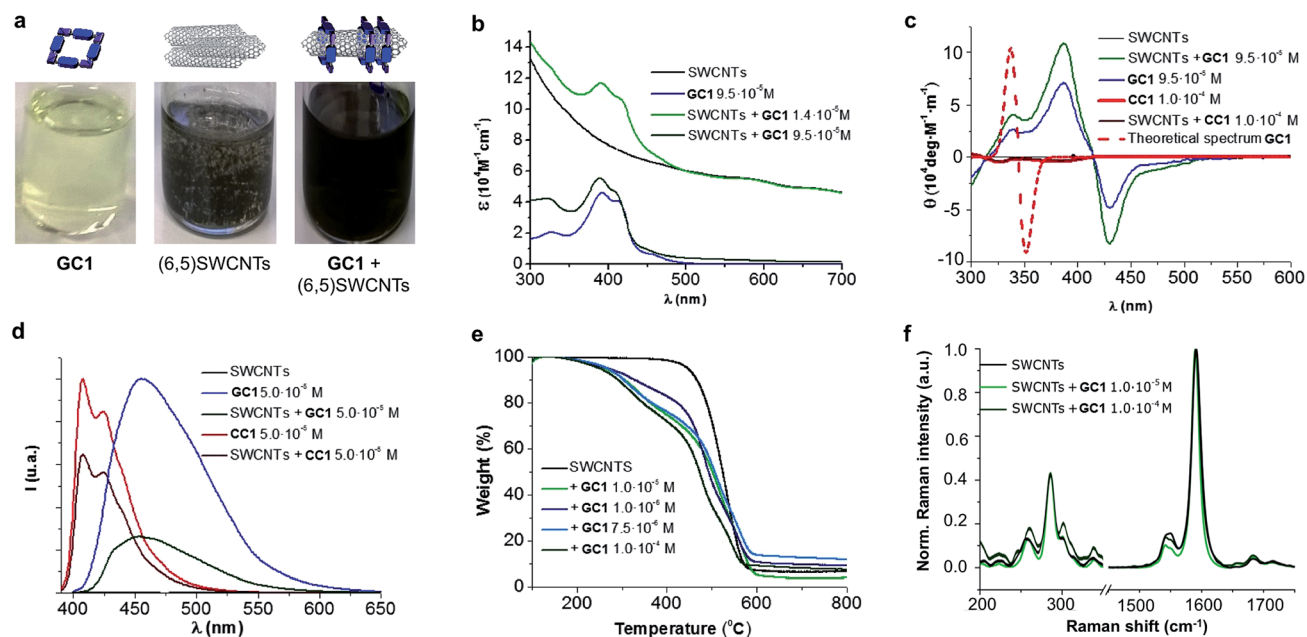 a
GC1
(6,5)SWCNTs
GC1 +
(6,5)SWCNTs
b
14
12
10
8
6
4
2
0
ε (10⁴M⁻¹cm⁻¹)
SWCNTs
GC1 9.5·10⁻⁵M
SWCNTs + GC1 1.4·10⁻⁵M
SWCNTs + GC1 9.5·10⁻⁵M
300 400 500 600 700
λ (nm)
c
10
5
0
-5
-10
θ (10⁴deg·M⁻¹·m⁻¹)
SWCNTs
SWCNTs + GC1 9.5·10⁻⁵ M
GC1 9.5·10⁻⁵ M
CC1 1.0·10⁻⁴ M
SWCNTs + CC1 1.0·10⁻⁴ M
Theoretical spectrum GC1
300 350 400 450 500 550 600
λ (nm)
d
I (u.a.)
SWCNTs
GC1 5.0·10⁻⁵ M
SWCNTs + GC1 5.0·10⁻⁵ M
CC1 5.0·10⁻⁵ M
SWCNTs + CC1 5.0·10⁻⁵ M
400 450 500 550 600 650
λ (nm)
e
100
80
60
40
20
0
Weight (%)
SWCNTS
+ GC1 1.0·10⁻⁵ M
+ GC1 1.0·10⁻⁶ M
+ GC1 7.5·10⁻⁶ M
+ GC1 1.0·10⁻⁴ M
200 400 600 800
Temperature (⁰C)
f
1.0
0.8
0.6
0.4
0.2
0.0
Norm. Raman intensity (a.u.)
SWCNTs
SWCNTs + GC1 1.0·10⁻⁵ M
SWCNTs + GC1 1.0·10⁻⁴ M
200 300 1500 1600 1700
Raman shift (cm⁻¹)